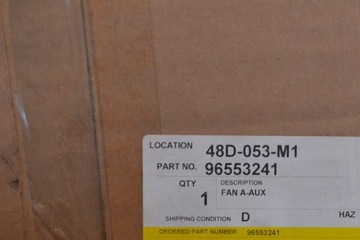 LOCATION 48D-053-M1
PART NO. 96553241
QTY DESCRIPTION
1 FAN A-AUX
SHIPPING CONDITION D HAZ
ORDERED PART NUMBER 96553241